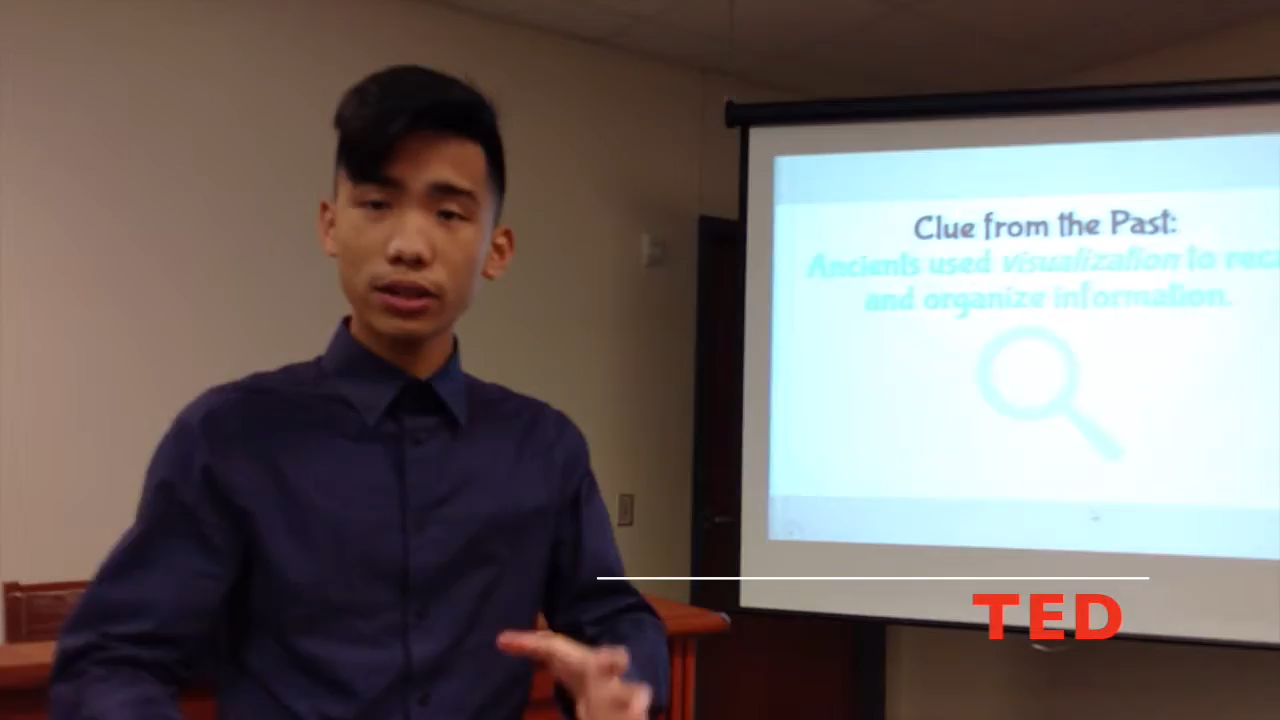 Clue from the Past:
Ancients used visualization to
and organize information.
TED